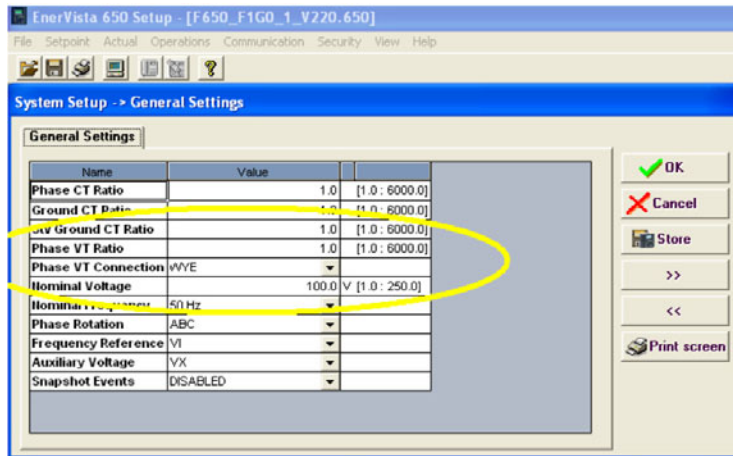 EnerVista 650 Setup - [F650_F1G0_1_V220.650]
File Setpoint Actual Operations Communication Security View Help
System Setup -> General Settings
General Settings
Name Value
Phase CT Ratio 1.0 [1.0 : 6000.0]
Ground CT Ratio 1.0 [1.0 : 6000.0]
Stv Ground CT Ratio 1.0 [1.0 : 6000.0]
Phase VT Ratio 1.0 [1.0 : 6000.0]
Phase VT Connection WYE
Nominal Voltage 100.0 V [1.0 : 250.0]
Nominal Frequency 50 Hz
Phase Rotation ABC
Frequency Reference VI
Auxiliary Voltage VX
Snapshot Events DISABLED
OK
Cancel
Store
>>
<<
Print screen